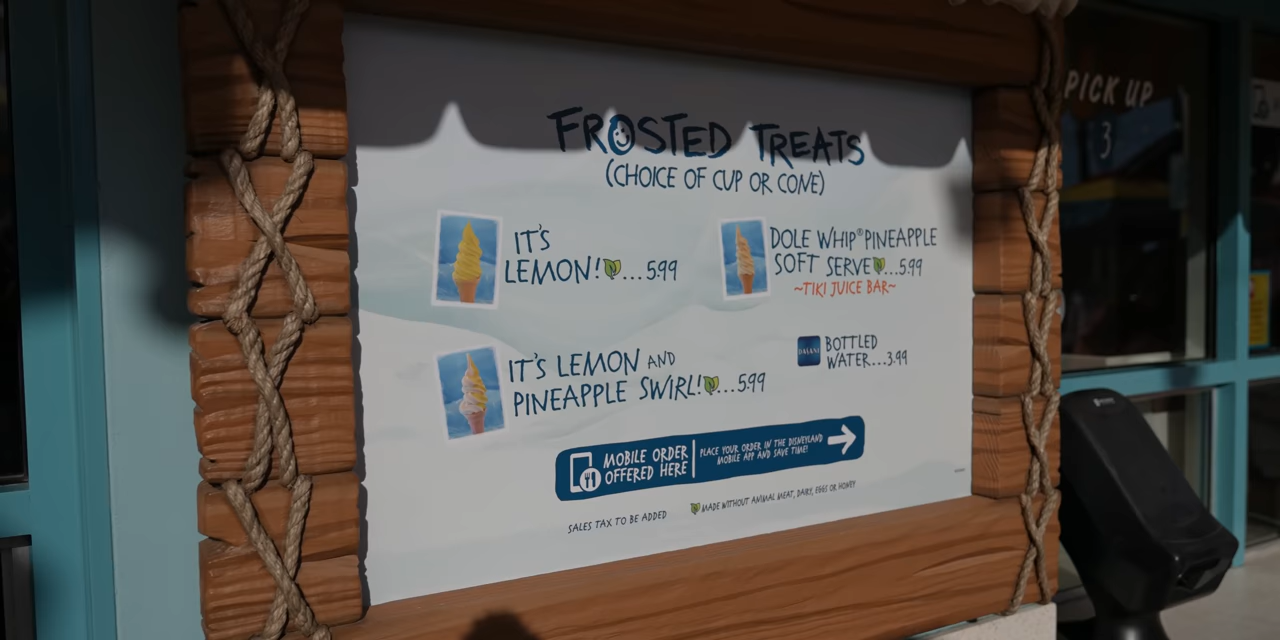 FROSTED TREATS
(CHOICE OF CUP OR CONE)
IT'S
LEMON!...5.99
DOLE WHIP® PINEAPPLE
SOFT SERVE...5.99
~TIKI JUICE BAR~
IT'S LEMON AND
PINEAPPLE SWIRL!...5.99
DASANI
BOTTLED
WATER...3.99
MOBILE ORDER
OFFERED HERE
PLACE YOUR ORDER IN THE DISNEYLAND
MOBILE APP AND SAVE TIME!
SALES TAX TO BE ADDED
MADE WITHOUT ANIMAL MEAT, DAIRY, EGGS OR HONEY
PICK UP
3